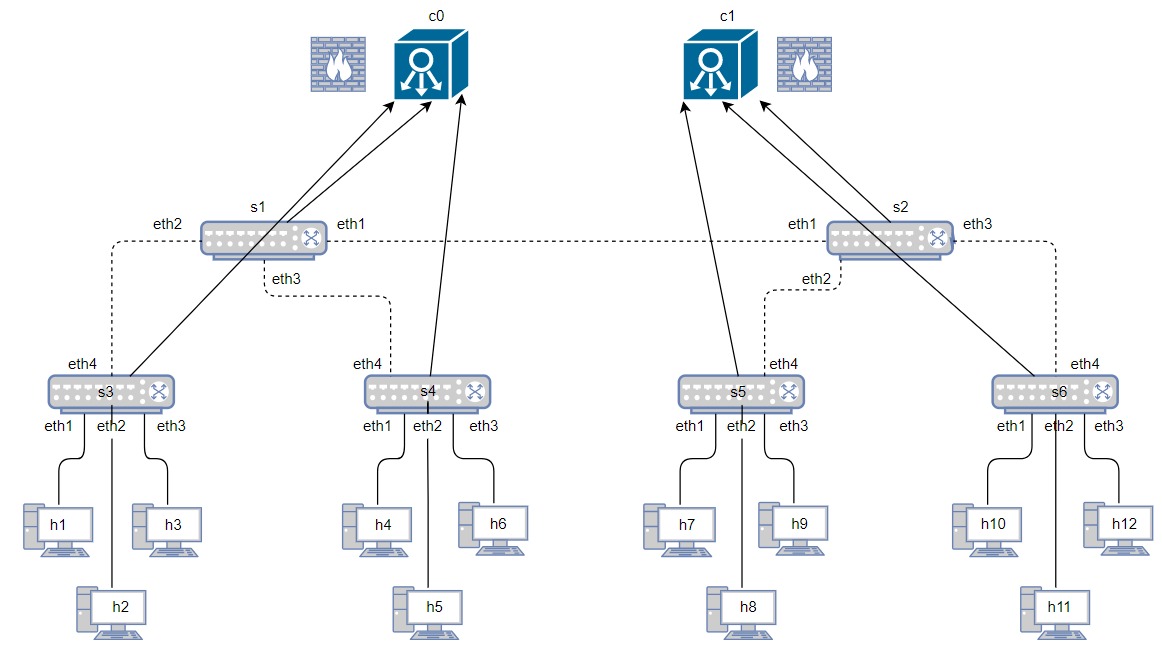 c0
c1
s1
s2
eth2
eth1
eth1
eth3
eth3
eth2
eth4
eth4
eth4
eth4
s3
s4
s5
s6
eth1
eth2
eth3
eth1
eth2
eth3
eth1
eth2
eth3
eth1
eth2
eth3
h1
h3
h4
h6
h7
h9
h10
h12
h2
h5
h8
h11